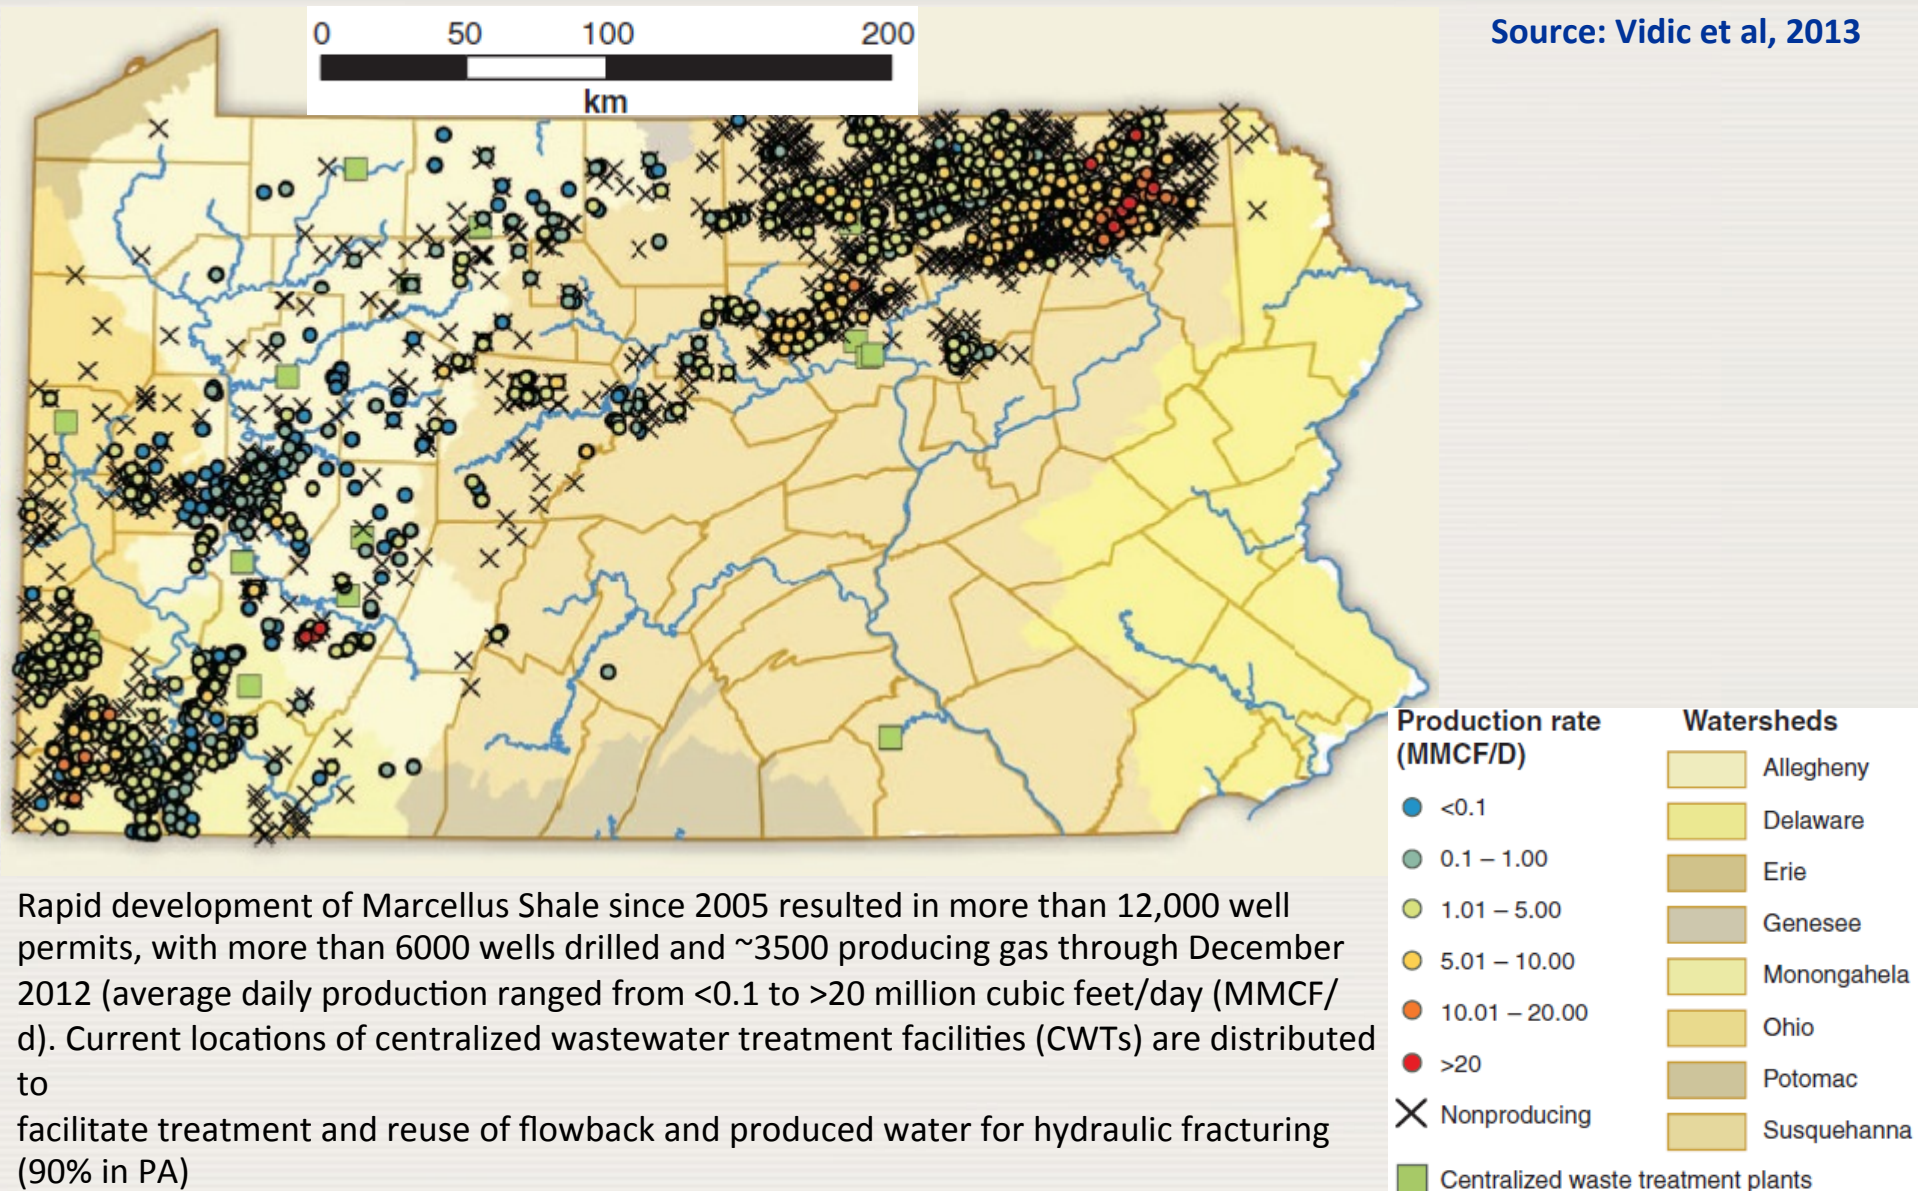 0 50 100 200
km
Source: Vidic et al, 2013
Rapid development of Marcellus Shale since 2005 resulted in more than 12,000 well
permits, with more than 6000 wells drilled and ~3500 producing gas through December
2012 (average daily production ranged from <0.1 to >20 million cubic feet/day (MMCF/
d). Current locations of centralized wastewater treatment facilities (CWTs) are distributed
to
facilitate treatment and reuse of flowback and produced water for hydraulic fracturing
(90% in PA)
Production rate
(MMCF/D)
<0.1
0.1 – 1.00
1.01 – 5.00
5.01 – 10.00
10.01 – 20.00
>20
Nonproducing
Centralized waste treatment plants
Watersheds
Allegheny
Delaware
Erie
Genesee
Monongahela
Ohio
Potomac
Susquehanna